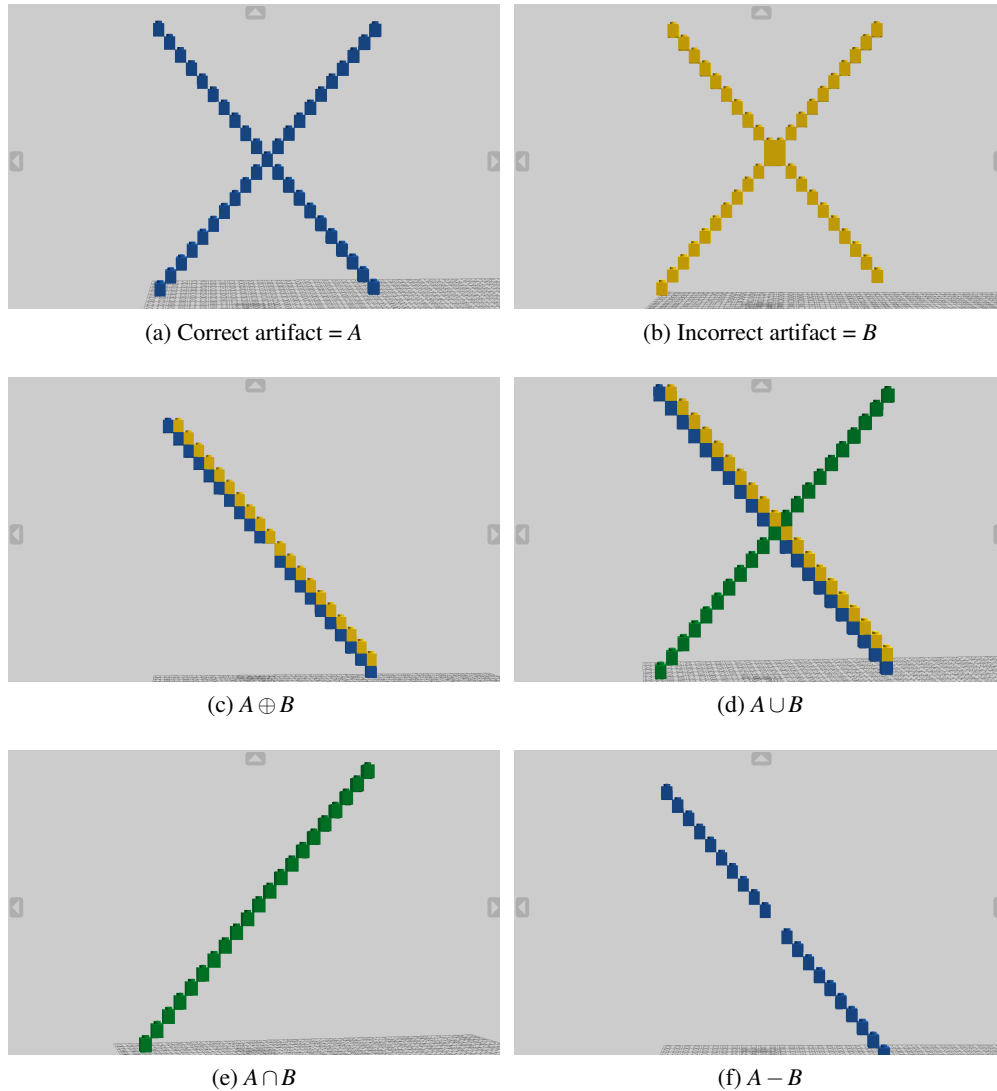 (a) Correct artifact = A
(b) Incorrect artifact = B
(c) A ⊕ B
(d) A ∪ B
(e) A ∩ B
(f) A − B